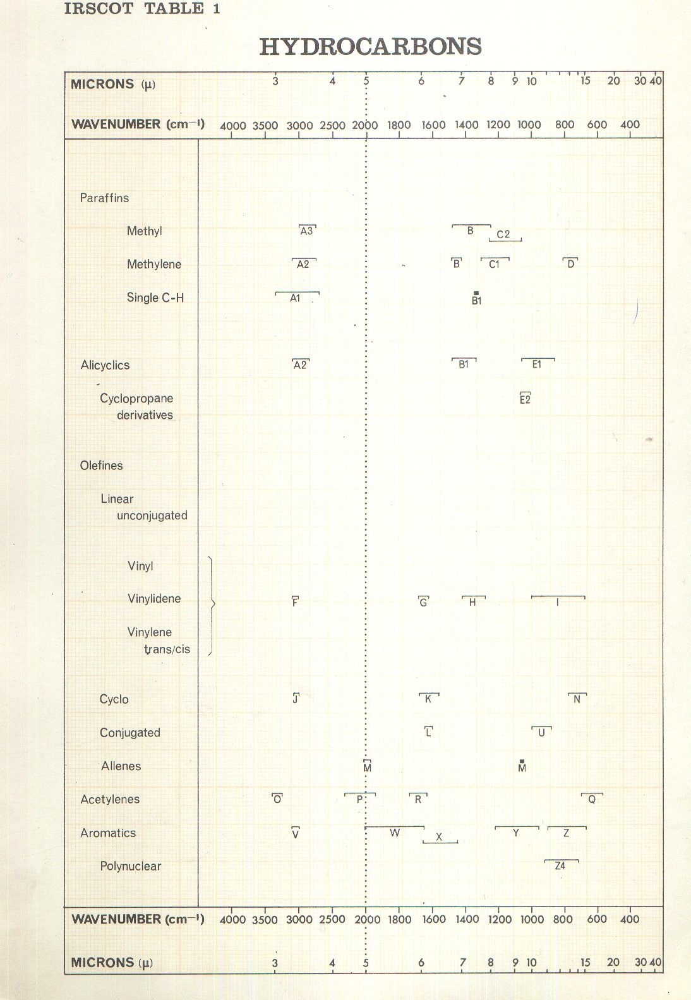 IRSCOT TABLE 1
HYDROCARBONS
MICRONS (μ) 3 4 5 6 7 8 9 10 15 20 30 40
WAVENUMBER (cm⁻¹) 4000 3500 3000 2500 2000 1800 1600 1400 1200 1000 800 600 400
Paraffins
Methyl A3 B C2
Methylene A2 B C1 D
Single C-H A1 B1
Alicyclics A2 B1 E1
Cyclopropane E2
derivatives
Olefines
Linear
unconjugated
Vinyl
Vinylidene F G H I
Vinylene
trans/cis
Cyclo J K N
Conjugated L U
Allenes M M
Acetylenes O P R Q
Aromatics V W X Y Z
Polynuclear Z4
WAVENUMBER (cm⁻¹) 4000 3500 3000 2500 2000 1800 1600 1400 1200 1000 800 600 400
MICRONS (μ) 3 4 5 6 7 8 9 10 15 20 30 40